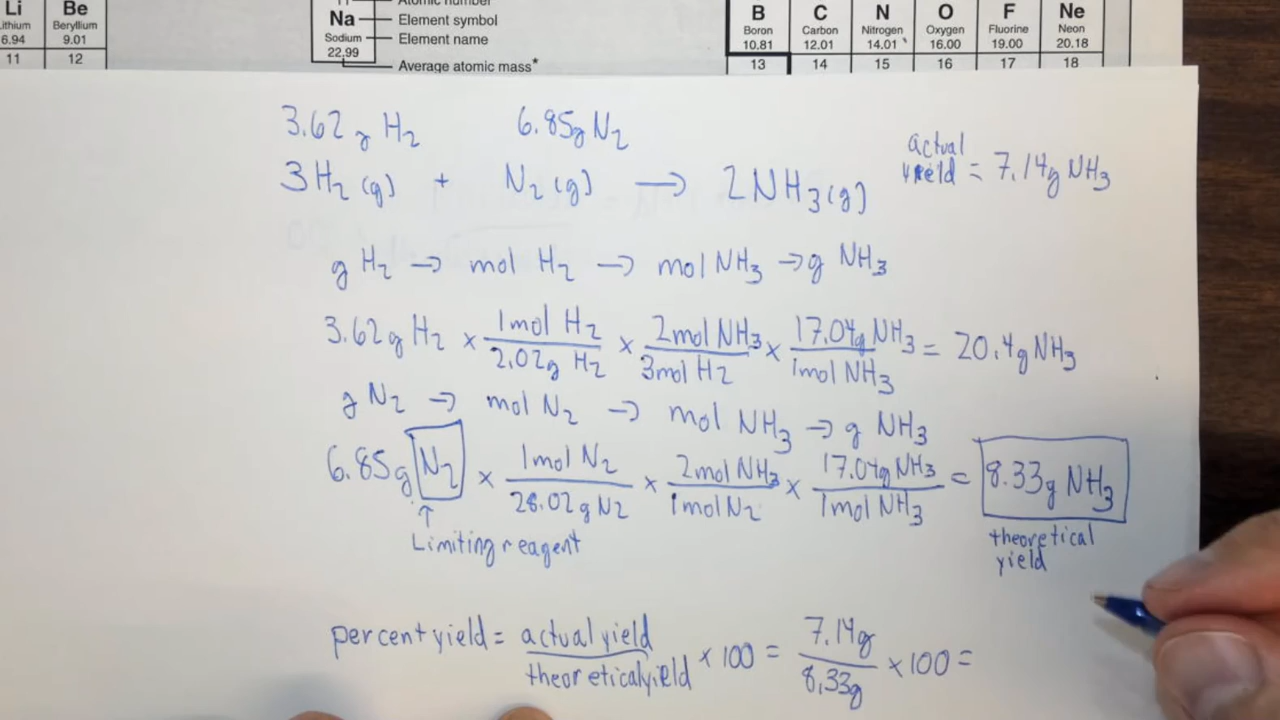 Li
Lithium
6.94
11
Be
Beryllium
9.01
12
Atomic number
Na
Sodium
22.99
Element symbol
Element name
Average atomic mass*
B
Boron
10.81
13
C
Carbon
12.01
14
N
Nitrogen
14.01
15
O
Oxygen
16.00
16
F
Fluorine
19.00
17
Ne
Neon
20.18
18
3.62g H₂ 6.85g N₂
3H₂(g) + N₂(g) → 2NH₃(g)
actual
yield = 7.14g NH₃
g H₂ → mol H₂ → mol NH₃ → g NH₃
3.62g H₂ × 1mol H₂/2.02g H₂ × 2mol NH₃/3mol H₂ × 17.04g NH₃/1mol NH₃ = 20.4g NH₃
g N₂ → mol N₂ → mol NH₃ → g NH₃
6.85g N₂ × 1mol N₂/28.02g N₂ × 2mol NH₃/1mol N₂ × 17.04g NH₃/1mol NH₃ = 8.33g NH₃
↑
Limiting reagent
theoretical
yield
percent yield = actual yield/theoretical yield × 100 = 7.14g/8.33g × 100 =